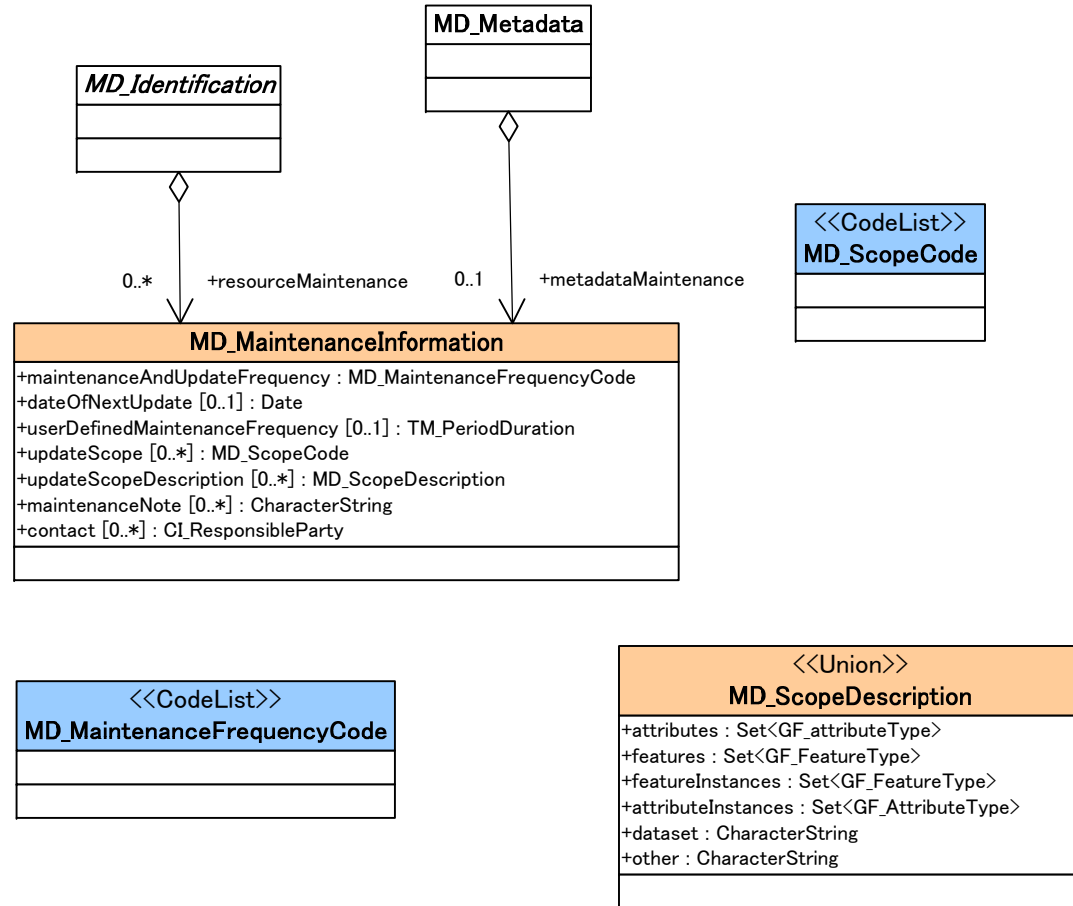 MD_Metadata
MD_Identification
<<CodeList>>
MD_ScopeCode
0..* +resourceMaintenance 0..1 +metadataMaintenance
MD_MaintenanceInformation
+maintenanceAndUpdateFrequency : MD_MaintenanceFrequencyCode
+dateOfNextUpdate [0..1] : Date
+userDefinedMaintenanceFrequency [0..1] : TM_PeriodDuration
+updateScope [0..*] : MD_ScopeCode
+updateScopeDescription [0..*] : MD_ScopeDescription
+maintenanceNote [0..*] : CharacterString
+contact [0..*] : CI_ResponsibleParty
<<CodeList>>
MD_MaintenanceFrequencyCode
<<Union>>
MD_ScopeDescription
+attributes : Set<GF_attributeType>
+features : Set<GF_FeatureType>
+featureInstances : Set<GF_FeatureType>
+attributeInstances : Set<GF_AttributeType>
+dataset : CharacterString
+other : CharacterString